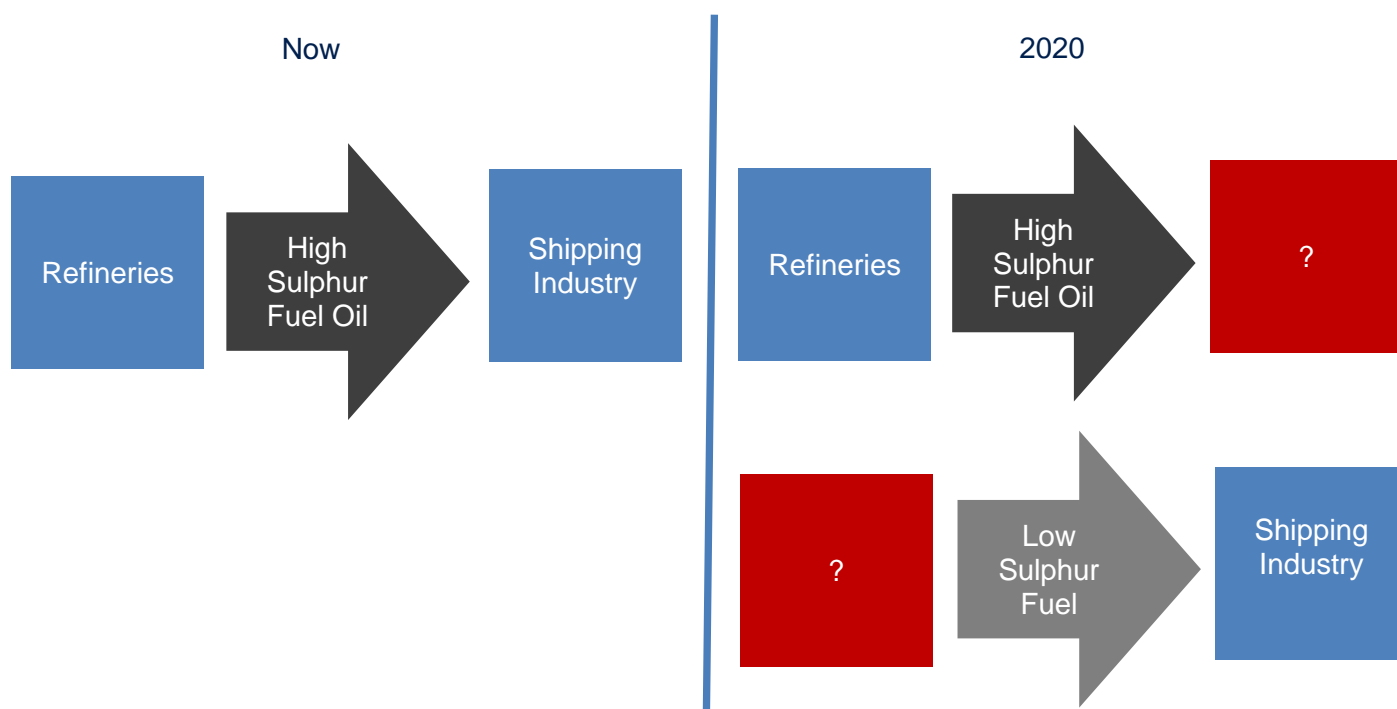 Now
Refineries
High
Sulphur
Fuel Oil
Shipping
Industry
2020
Refineries
High
Sulphur
Fuel Oil
?
?
Low
Sulphur
Fuel
Shipping
Industry